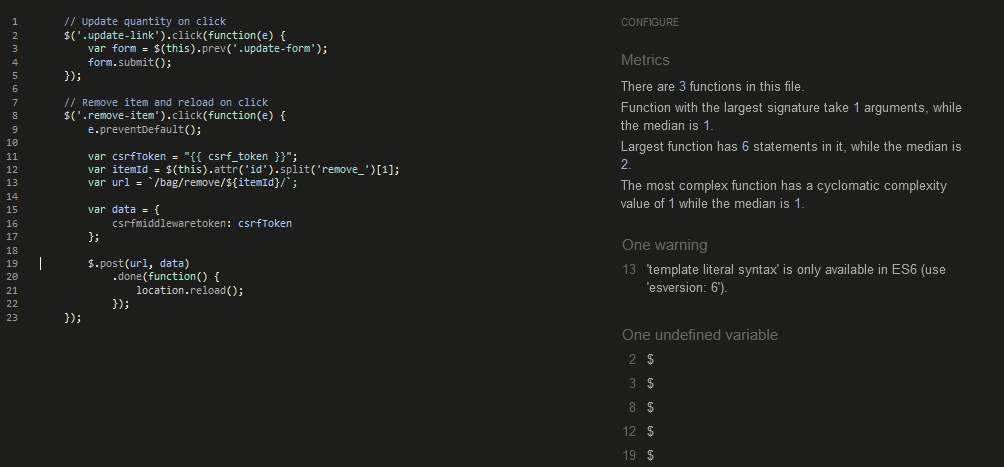 1 // Update quantity on click
2 $('.update-link').click(function(e) {
3 var form = $(this).prev('.update-form');
4 form.submit();
5 });
6
7 // Remove item and reload on click
8 $('.remove-item').click(function(e) {
9 e.preventDefault();
10
11 var csrfToken = "{{ csrf_token }}";
12 var itemId = $(this).attr('id').split('remove_')[1];
13 var url = `/bag/remove/${itemId}/`;
14
15 var data = {
16 csrfmiddlewaretoken: csrfToken
17 };
18
19 $.post(url, data)
20 .done(function() {
21 location.reload();
22 });
23 });
CONFIGURE
Metrics
There are 3 functions in this file.
Function with the largest signature take 1 arguments, while
the median is 1.
Largest function has 6 statements in it, while the median is
2.
The most complex function has a cyclomatic complexity
value of 1 while the median is 1.
One warning
13 'template literal syntax' is only available in ES6 (use
'esversion: 6').
One undefined variable
2 $
3 $
8 $
12 $
19 $